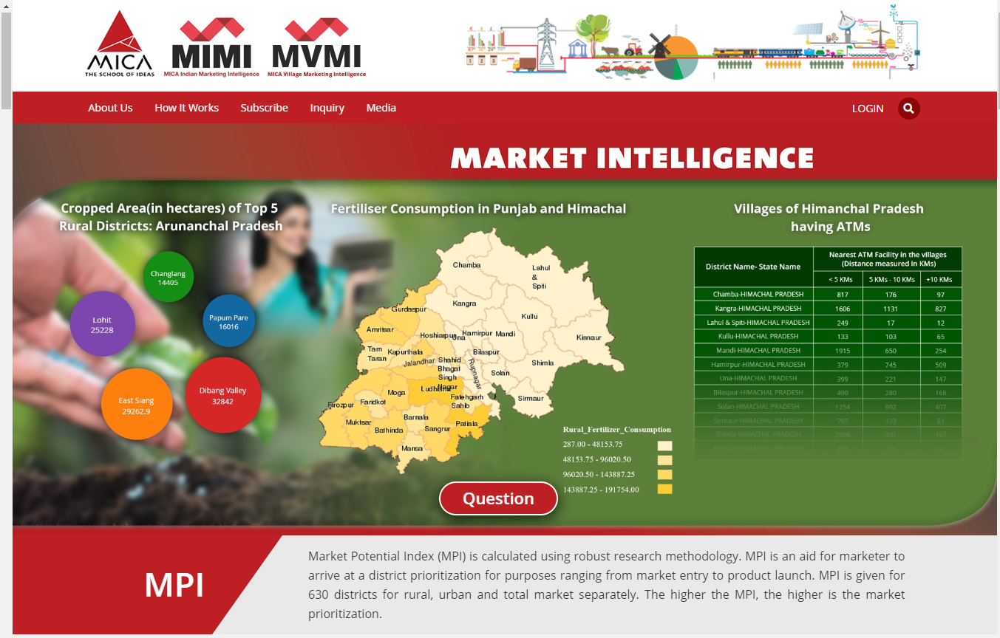 MICA
THE SCHOOL OF IDEAS
MIMI
MICA Indian Marketing Intelligence
MVMI
MICA Village Marketing Intelligence
About Us
How It Works
Subscribe
Inquiry
Media
LOGIN
MARKET INTELLIGENCE
Cropped Area(in hectares) of Top 5
Rural Districts: Arunanchal Pradesh
Changlang
14405
Lohit
25228
Papum Pare
16016
East Siang
29262.9
Dibang Valley
32842
Fertiliser Consumption in Punjab and Himachal
Chamba
Lahul
&
Spiti
Kangra
Gurdaspur
Kullu
Amritsar
Hoshiarpur
Una
Hamirpur
Mandi
Kinnaur
Tarn
Taran
Kapurthala
Bilaspur
Jalandhar
Shahid
Bhagat
Singh
Nagar
Rupnagar
Shimla
Solan
Moga
Ludhiana
Firozpur
Faridkot
Fatehgarh
Sahib
Sirmaur
Muktsar
Barnala
Bathinda
Sangrur
Patiala
Mansa
Rural_Fertilizer_Consumption
287.00 - 48153.75
48153.75 - 96020.50
96020.50 - 143887.25
143887.25 - 191754.00
Villages of Himanchal Pradesh
having ATMs
District Name- State Name
Nearest ATM Facility in the villages
(Distance measured in KMs)
< 5 KMs 5 KMs - 10 KMs +10 KMs
Chamba-HIMACHAL PRADESH 817 176 97
Kangra-HIMACHAL PRADESH 1606 1131 827
Lahul & Spiti-HIMACHAL PRADESH 249 17 12
Kullu-HIMACHAL PRADESH 133 103 65
Mandi-HIMACHAL PRADESH 1915 650 254
Hamirpur-HIMACHAL PRADESH 379 745 509
Una-HIMACHAL PRADESH 399 221 147
Bilaspur-HIMACHAL PRADESH 490 280 168
Solan-HIMACHAL PRADESH 1254 692 407
Sirmaur-HIMACHAL PRADESH 765 133 61
Shimla-HIMACHAL PRADESH 401
Question
MPI
Market Potential Index (MPI) is calculated using robust research methodology. MPI is an aid for marketer to
arrive at a district prioritization for purposes ranging from market entry to product launch. MPI is given for
630 districts for rural, urban and total market separately. The higher the MPI, the higher is the market
prioritization.